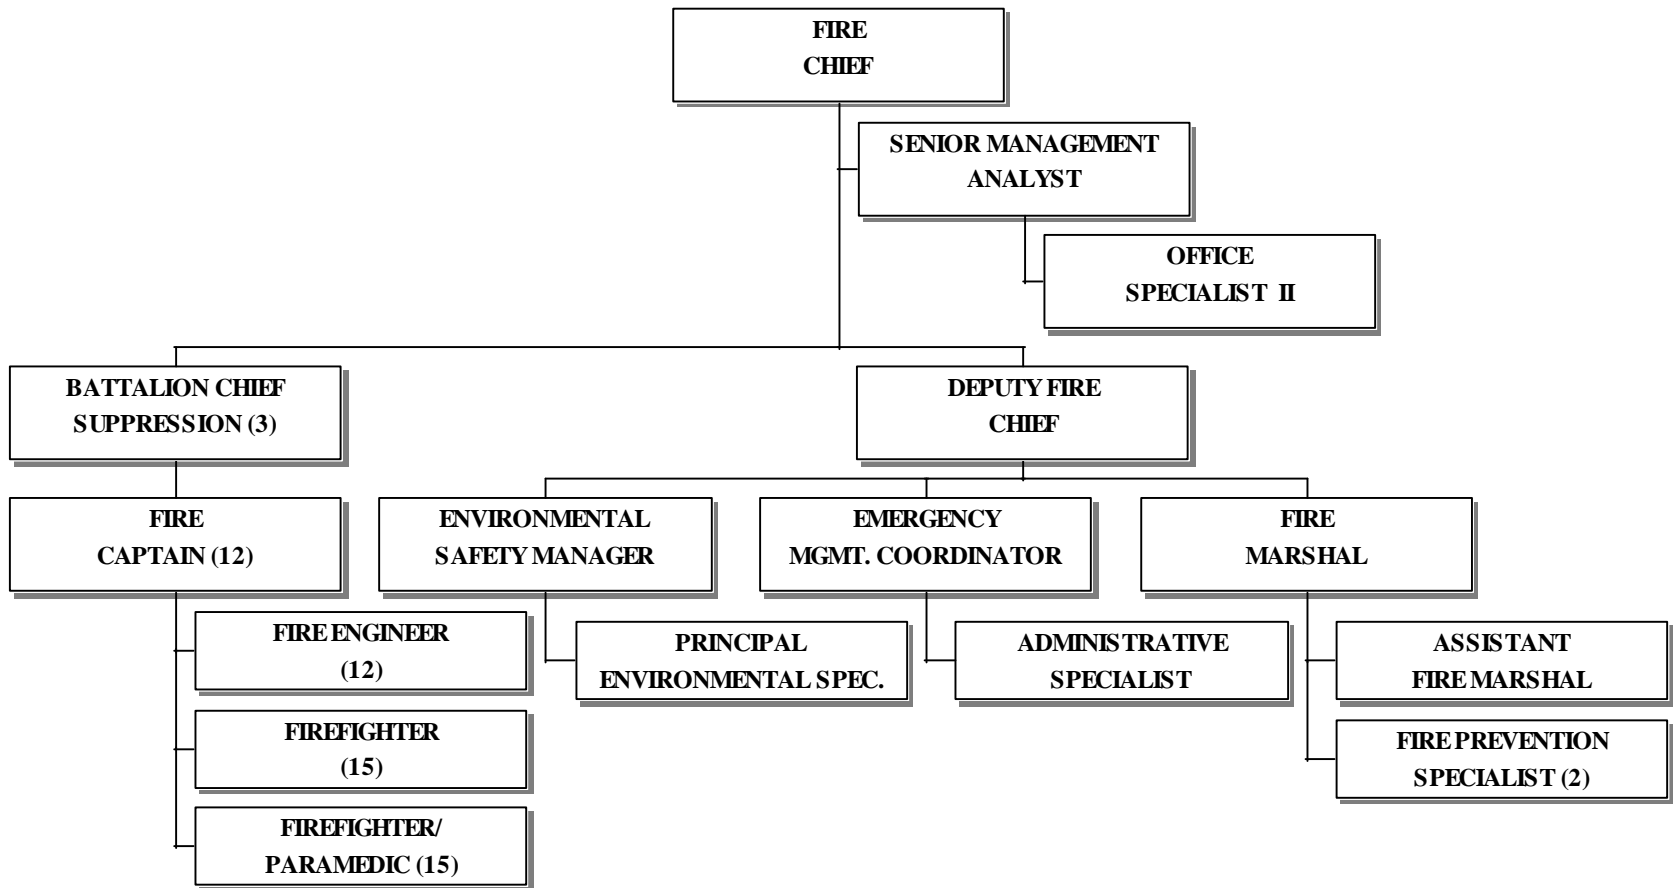 FIRE
CHIEF
SENIOR MANAGEMENT
ANALYST
OFFICE
SPECIALIST II
BATTALION CHIEF
SUPPRESSION (3)
DEPUTY FIRE
CHIEF
FIRE
CAPTAIN (12)
ENVIRONMENTAL
SAFETY MANAGER
EMERGENCY
MGMT. COORDINATOR
FIRE
MARSHAL
FIRE ENGINEER
(12)
PRINCIPAL
ENVIRONMENTAL SPEC.
ADMINISTRATIVE
SPECIALIST
ASSISTANT
FIRE MARSHAL
FIREFIGHTER
(15)
FIRE PREVENTION
SPECIALIST (2)
FIREFIGHTER/
PARAMEDIC (15)